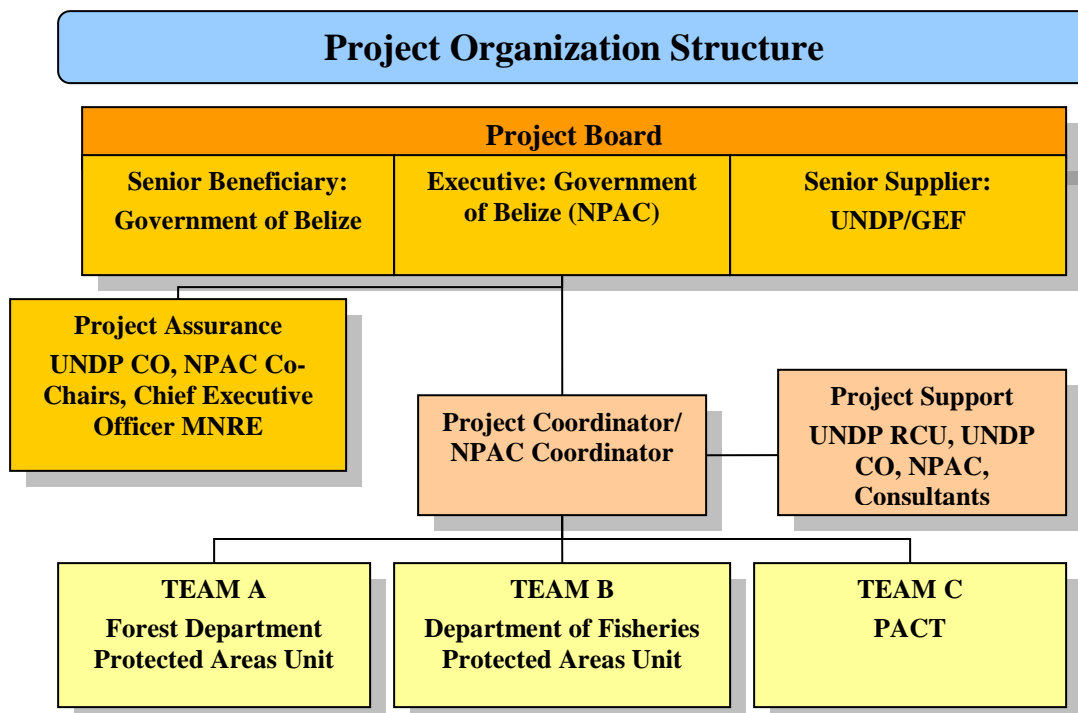 Project Organization Structure
Project Board
Senior Beneficiary:
Government of Belize
Executive: Government
of Belize (NPAC)
Senior Supplier:
UNDP/GEF
Project Assurance
UNDP CO, NPAC Co-
Chairs, Chief Executive
Officer MNRE
Project Coordinator/
NPAC Coordinator
Project Support
UNDP RCU, UNDP
CO, NPAC,
Consultants
TEAM A
Forest Department
Protected Areas Unit
TEAM B
Department of Fisheries
Protected Areas Unit
TEAM C
PACT